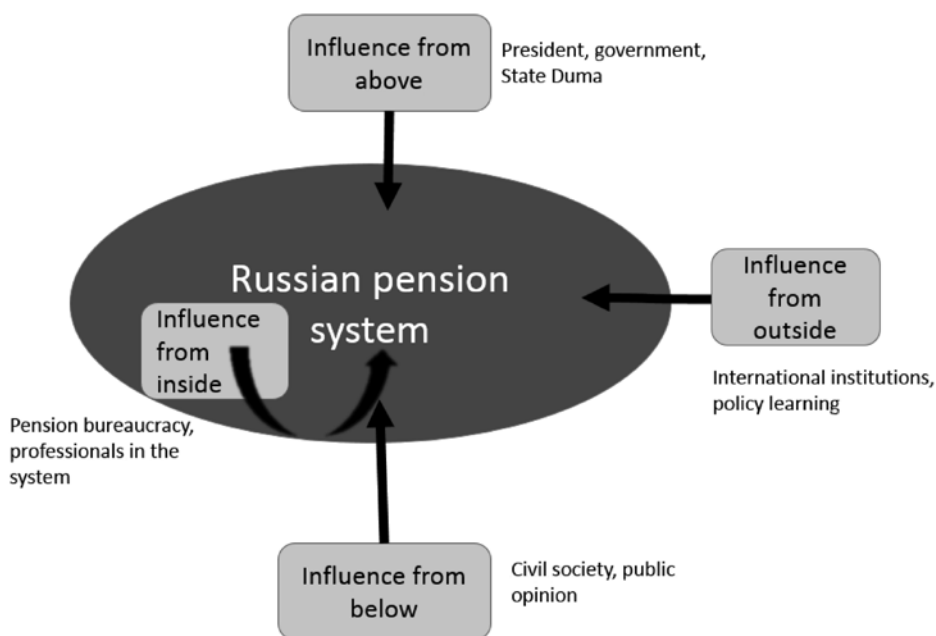 Influence from
above
President, government,
State Duma
Russian pension
system
Influence
from
outside
International institutions,
policy learning
Influence
from
inside
Pension bureaucracy,
professionals in the
system
Influence from
below
Civil society, public
opinion